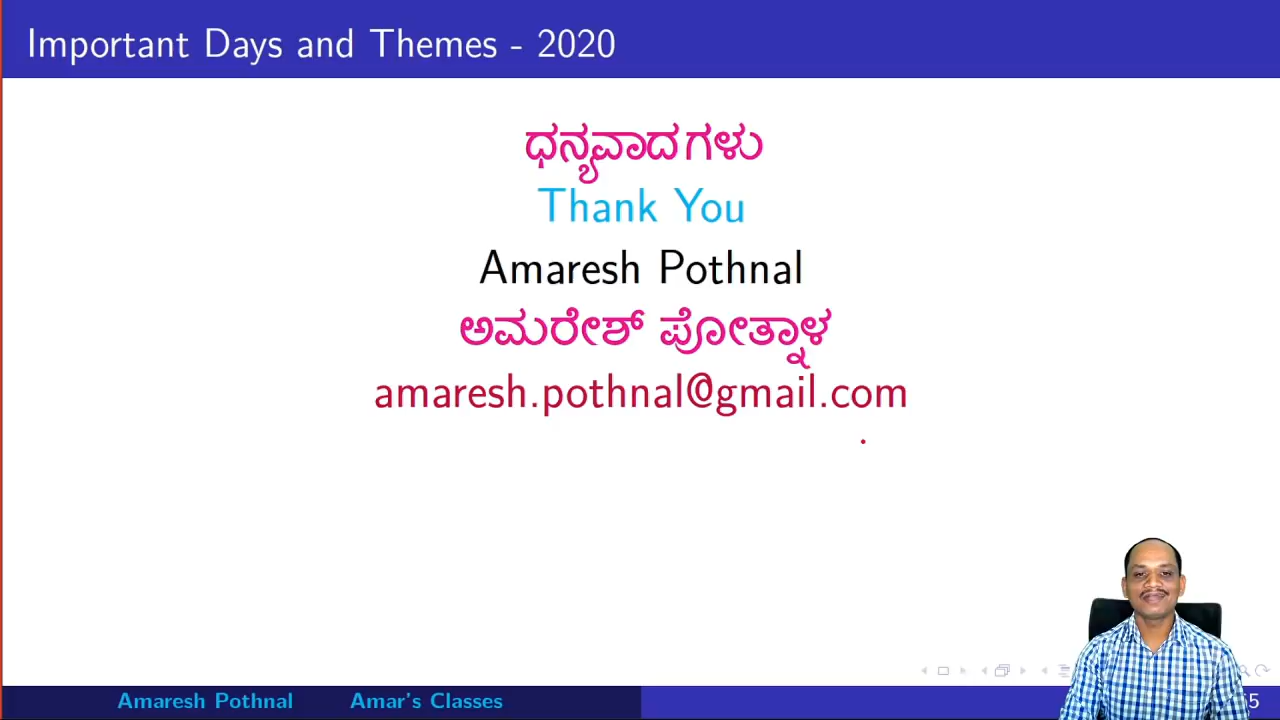 Important Days and Themes - 2020
ಧನ್ಯವಾದಗಳು
Thank You
Amaresh Pothnal
ಅಮರೇಶ್ ಪೋತ್ನಾಳ
amaresh.pothnal@gmail.com
Amaresh Pothnal Amar's Classes